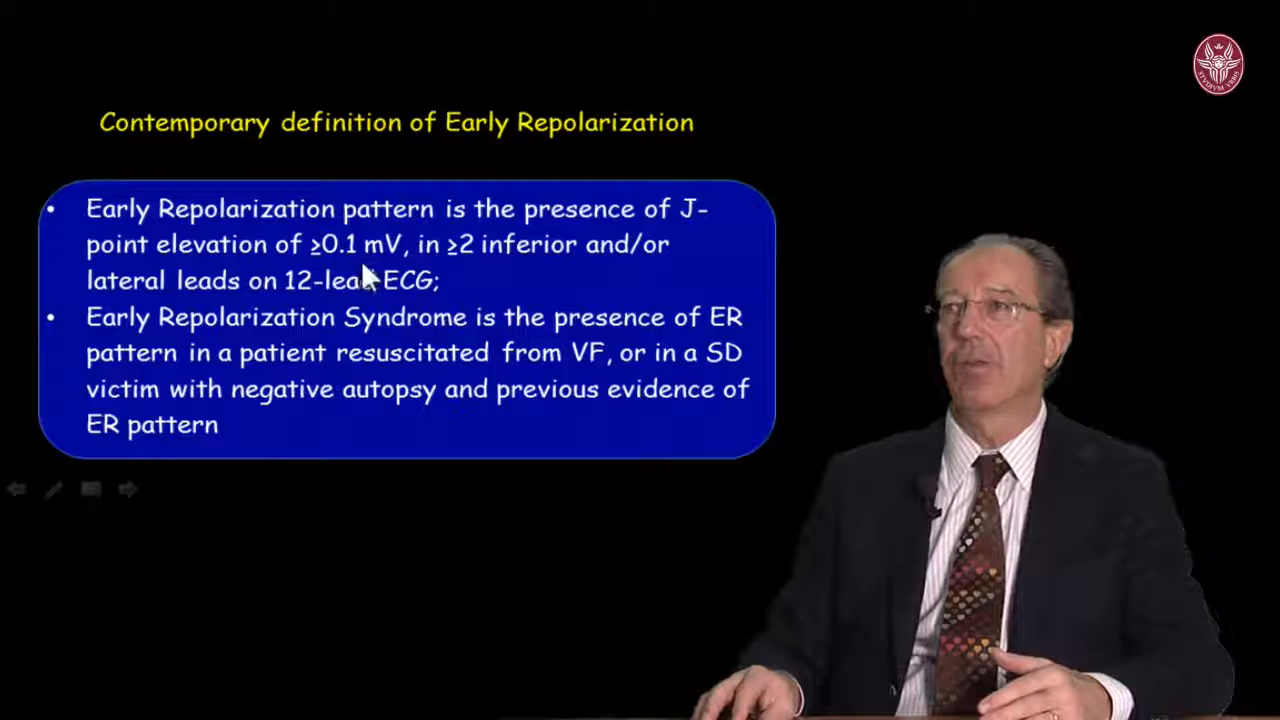 Contemporary definition of Early Repolarization
• Early Repolarization pattern is the presence of J-
point elevation of ≥0.1 mV, in ≥2 inferior and/or
lateral leads on 12-lead ECG;
• Early Repolarization Syndrome is the presence of ER
pattern in a patient resuscitated from VF, or in a SD
victim with negative autopsy and previous evidence of
ER pattern
STVDIVM VRBIS